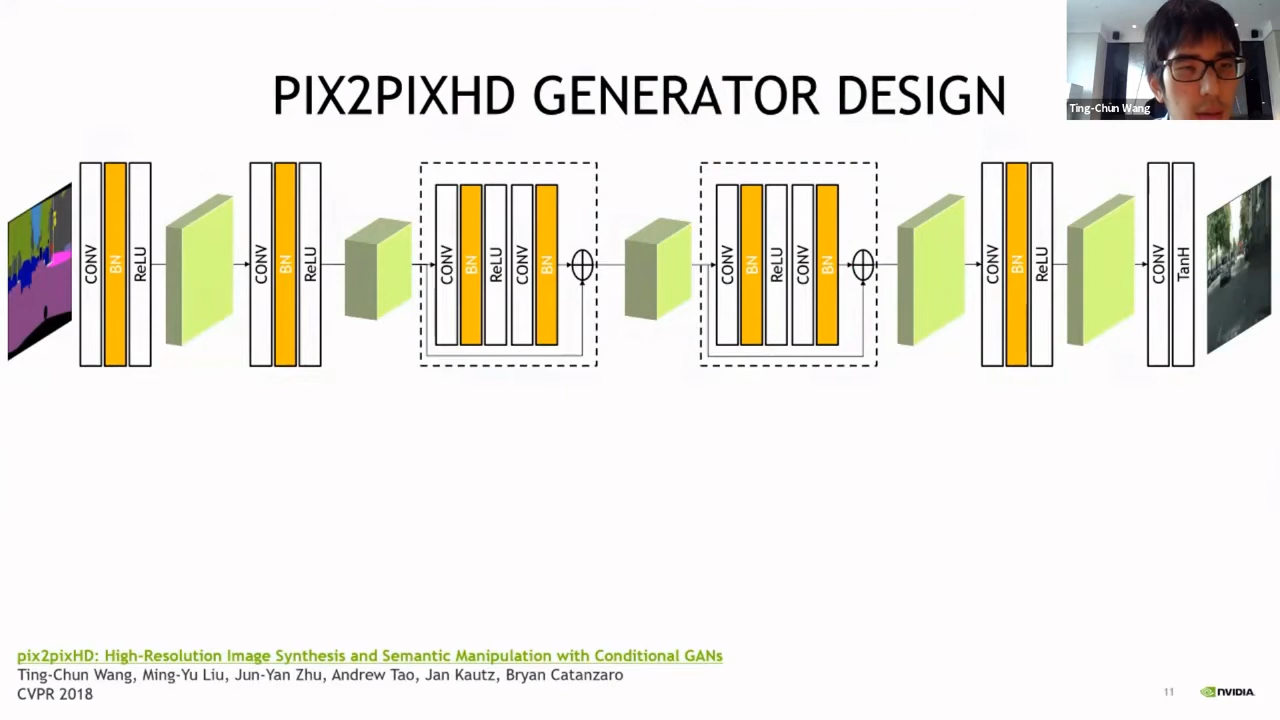 PIX2PIXHD GENERATOR DESIGN
Ting-Chun Wang
CONV BN ReLU
CONV BN ReLU
CONV BN ReLU CONV BN
CONV BN ReLU CONV BN
CONV BN ReLU
CONV TanH
pix2pixHD: High-Resolution Image Synthesis and Semantic Manipulation with Conditional GANs
Ting-Chun Wang, Ming-Yu Liu, Jun-Yan Zhu, Andrew Tao, Jan Kautz, Bryan Catanzaro
CVPR 2018
11
NVIDIA.